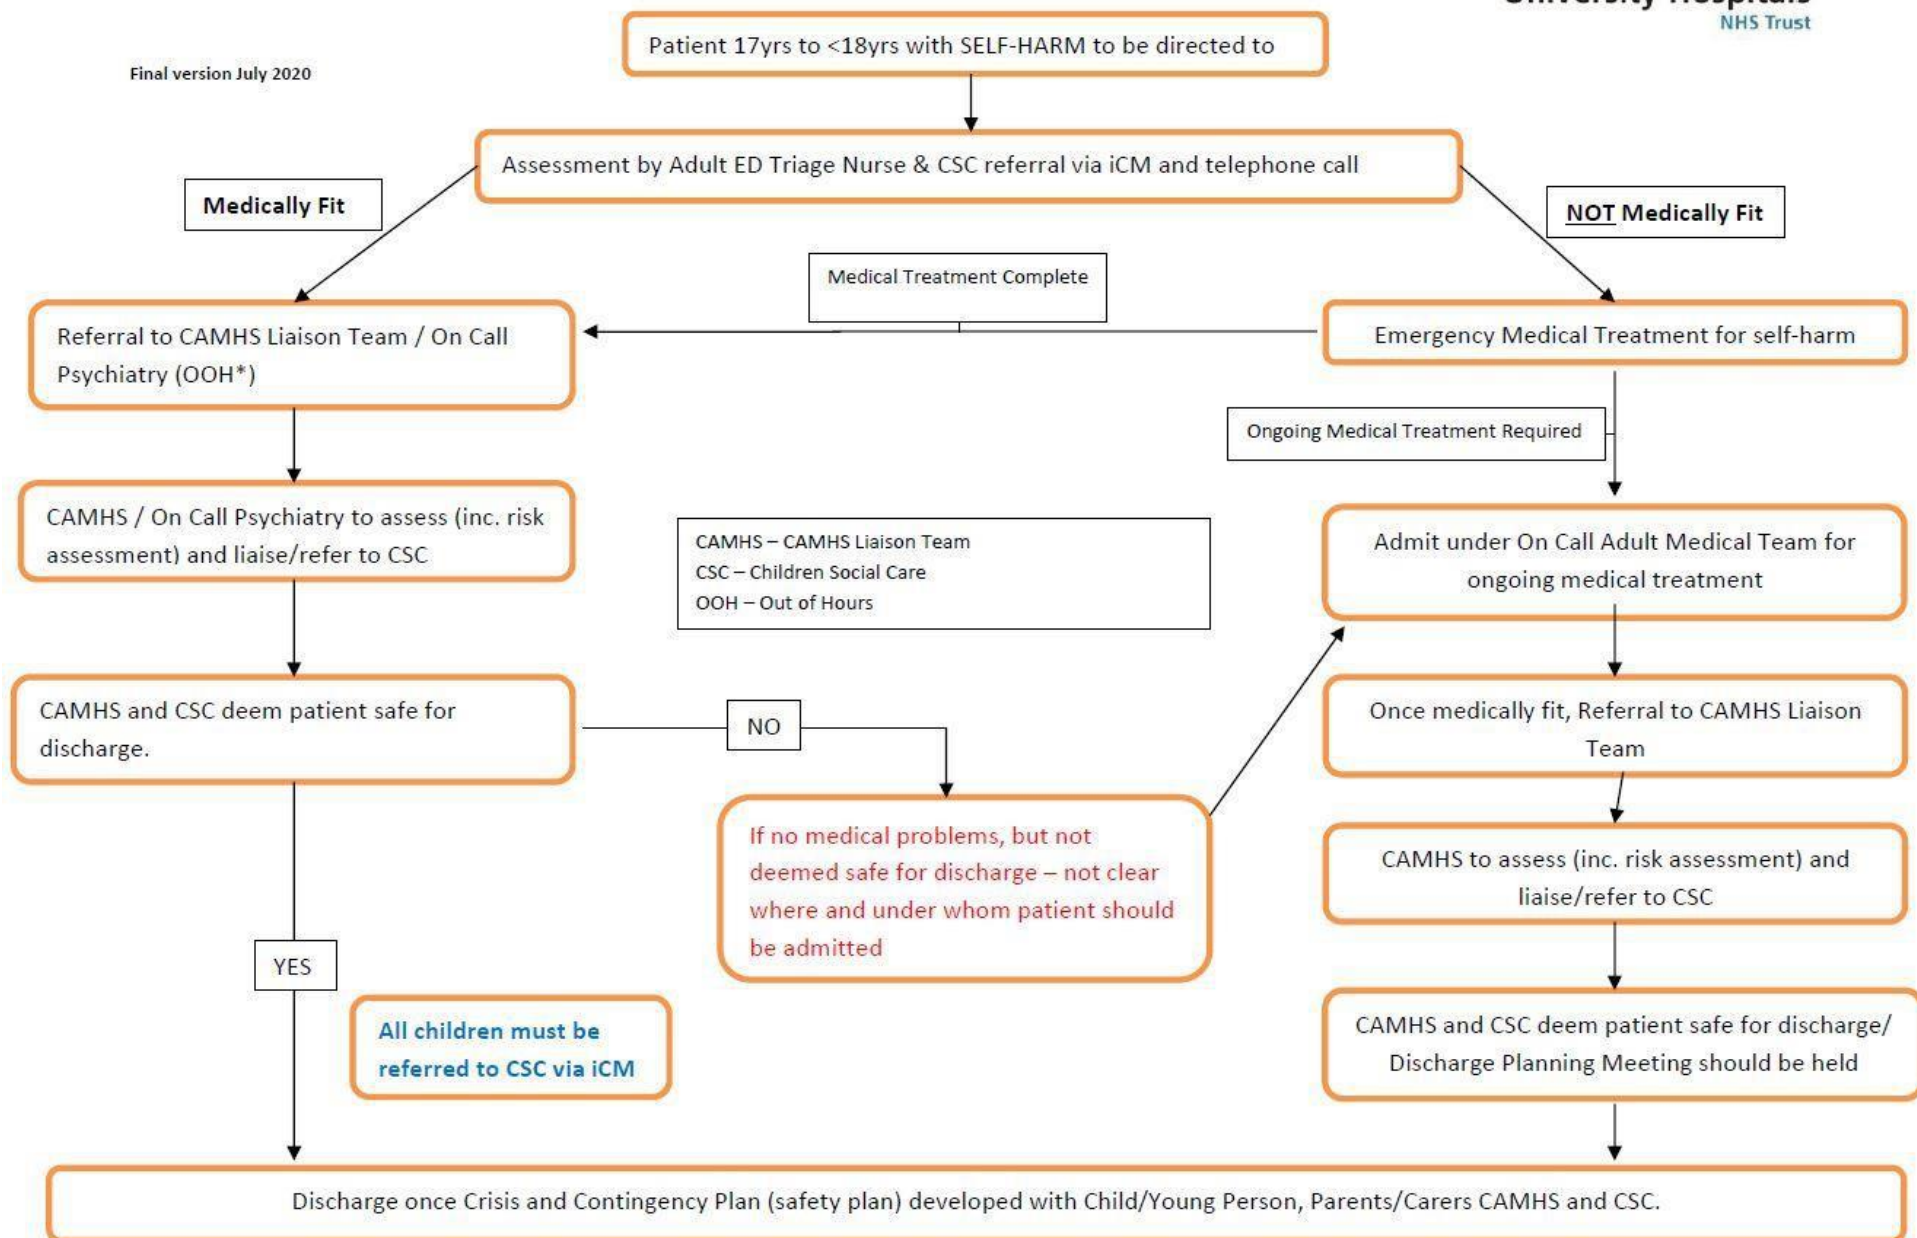 University Hospitals
NHS Trust
Patient 17yrs to <18yrs with SELF-HARM to be directed to
Final version July 2020
Assessment by Adult ED Triage Nurse & CSC referral via iCM and telephone call
Medically Fit
NOT Medically Fit
Medical Treatment Complete
Referral to CAMHS Liaison Team / On Call
Psychiatry (OOH*)
Emergency Medical Treatment for self-harm
Ongoing Medical Treatment Required
CAMHS / On Call Psychiatry to assess (inc. risk
assessment) and liaise/refer to CSC
CAMHS – CAMHS Liaison Team
CSC – Children Social Care
OOH – Out of Hours
Admit under On Call Adult Medical Team for
ongoing medical treatment
CAMHS and CSC deem patient safe for
discharge.
NO
Once medically fit, Referral to CAMHS Liaison
Team
If no medical problems, but not
deemed safe for discharge – not clear
where and under whom patient should
be admitted
CAMHS to assess (inc. risk assessment) and
liaise/refer to CSC
YES
All children must be
referred to CSC via iCM
CAMHS and CSC deem patient safe for discharge/
Discharge Planning Meeting should be held
Discharge once Crisis and Contingency Plan (safety plan) developed with Child/Young Person, Parents/Carers CAMHS and CSC.